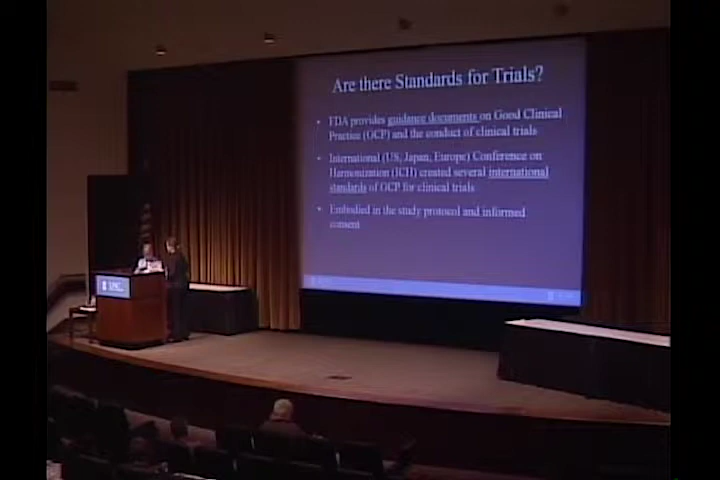 Are there Standards for Trials?
• FDA provides guidance documents on Good Clinical
Practice (GCP) and the conduct of clinical trials
• International (US, Japan, Europe) Conference on
Harmonization (ICH) created several international
standards of GCP for clinical trials
• Embodied in the study protocol and informed
consent